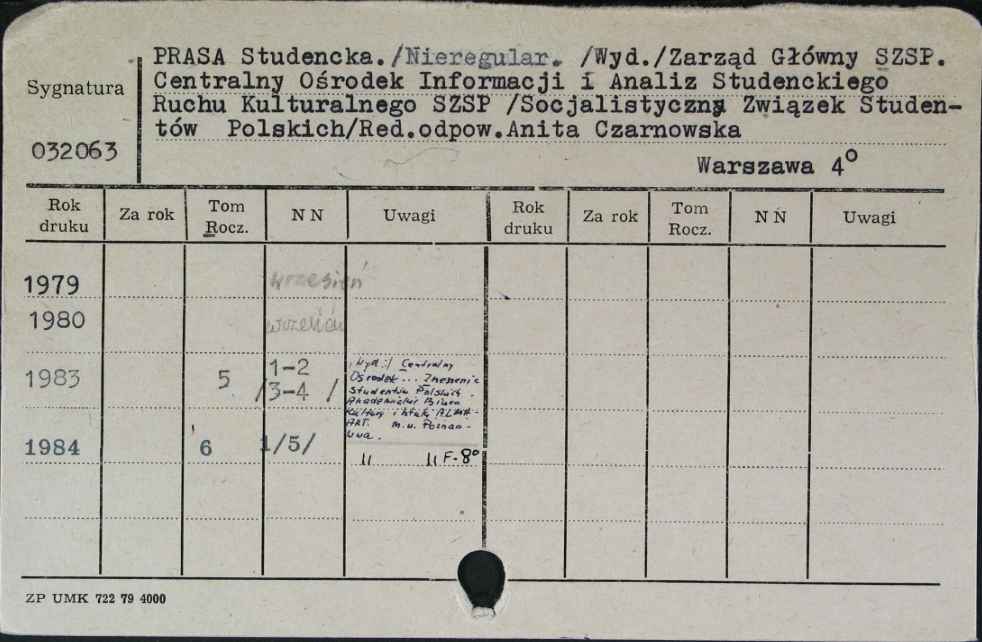 PRASA Studencka./Nieregular. /Wyd./Zarząd Główny SZSP.
Centralny Ośrodek Informacji i Analiz Studenckiego
Ruchu Kulturalnego SZSP /Socjalistyczny Związek Studen-
tów Polskich/Red.odpow.Anita Czarnowska
Warszawa 4°
Sygnatura
032063
Rok druku Za rok Tom Rocz. N N Uwagi Rok druku Za rok Tom Rocz. N N Uwagi
1979 wrzesień
1980 wrzesień
1983 5 1-2
/3-4 /
Wyd.:/ Centralny
Ośrodek... Zrzeszenie
Studentów Polskich.
Akademickie Biuro
Kultury i Sztuki ALMA-
ART. m.w. Poznań-
1984 6 1/5/ " " F-8°
ZP UMK 722 79 4000